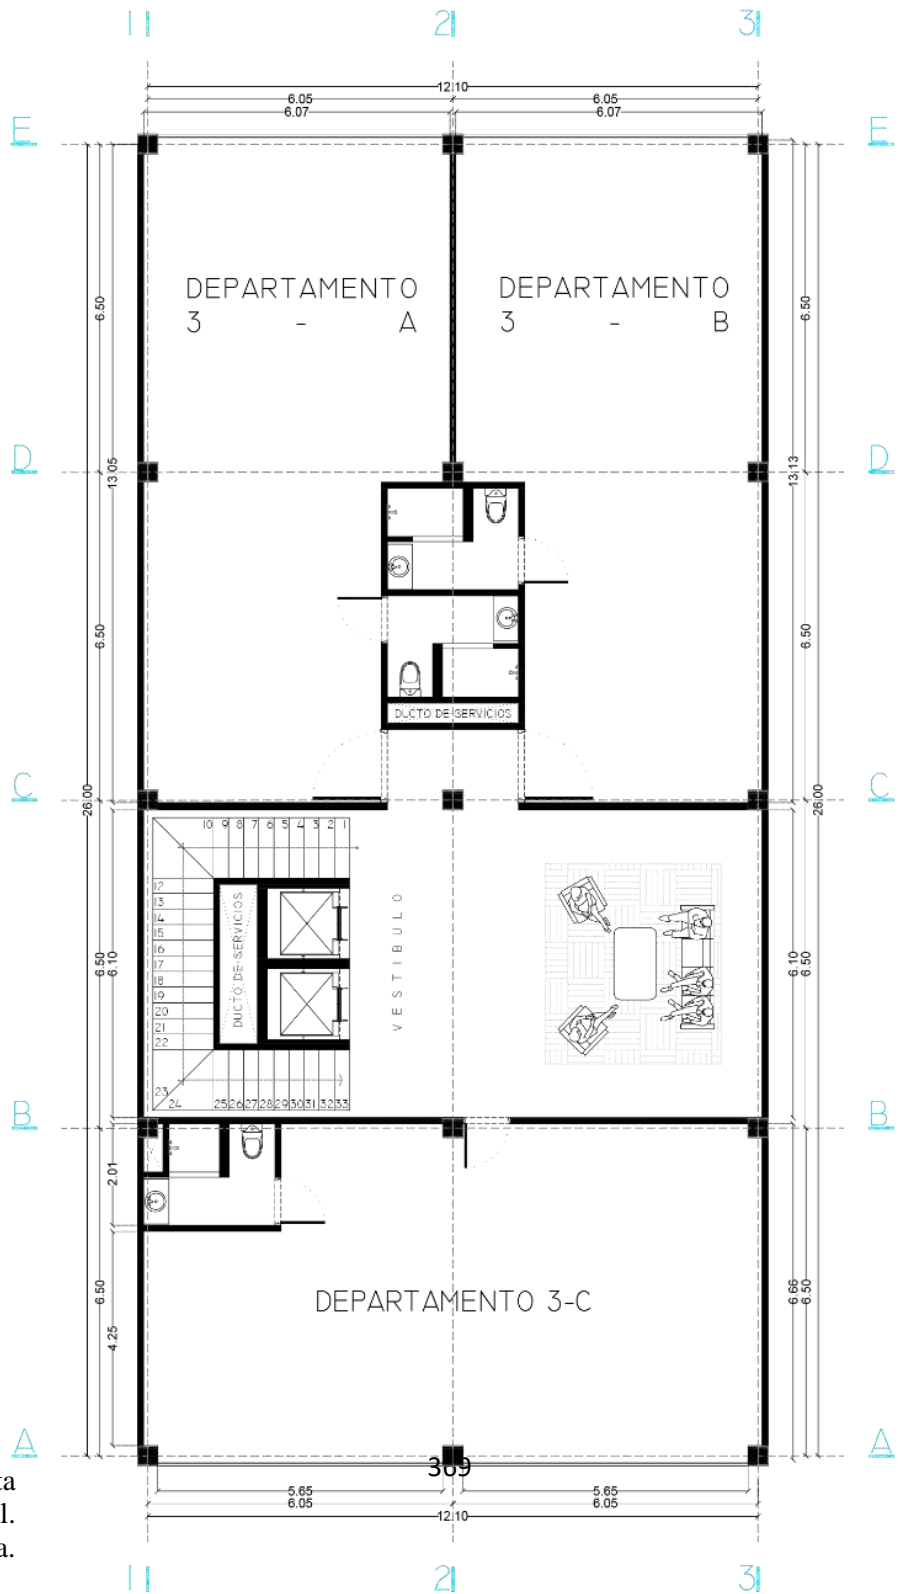 1 2 3
12.10
6.05 6.05
6.07 6.07
E E
DEPARTAMENTO
3 - A
DEPARTAMENTO
3 - B
6.50 6.50
D D
13.05 13.13
6.50 6.50
DUCTO DE SERVICIOS
C C
26.00 26.00
10 9 8 7 6 5 4 3 2 1
12
13
14
15
16
17
18
19
20
21
22
23
24 25 26 27 28 29 30 31 32 33
DUCTO DE SERVICIOS
VESTIBULO
6.50 6.10 6.10 6.50
B B
2.01
DEPARTAMENTO 3-C
6.50 4.25 6.66 6.50
A A
369
ta
l.
a.
5.65 5.65
6.05 6.05
12.10
1 2 3